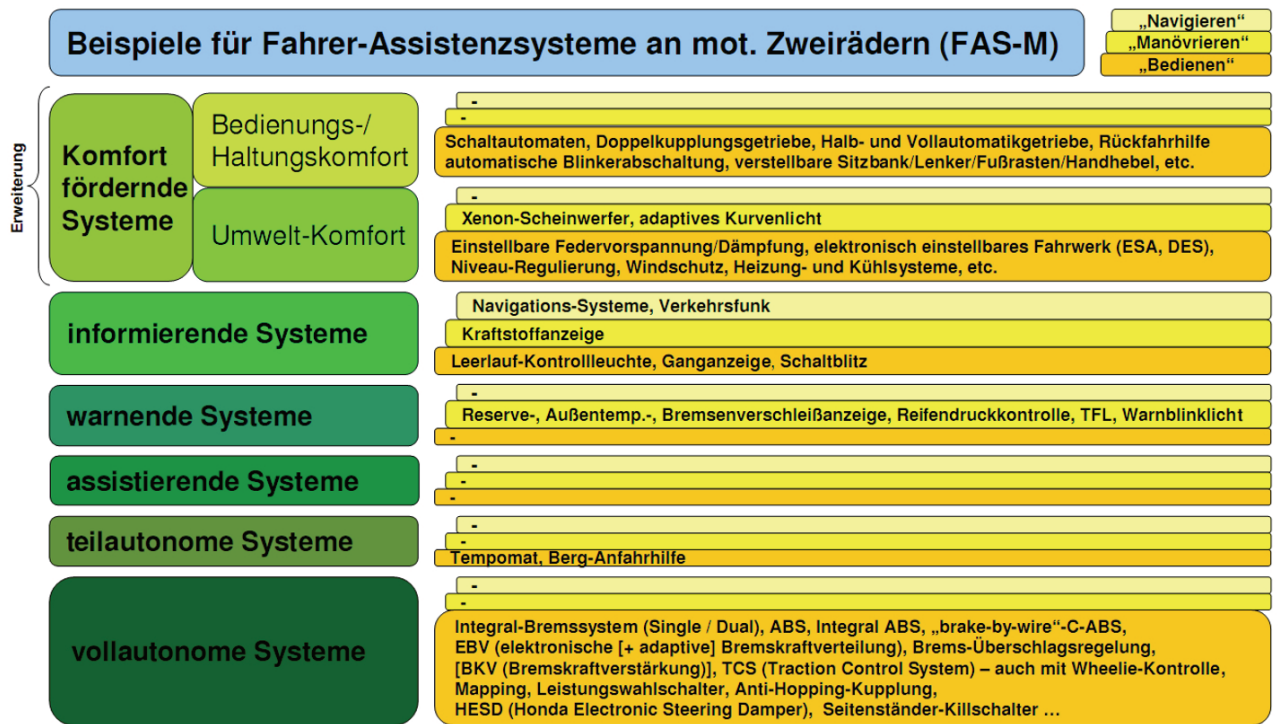 Beispiele für Fahrer-Assistenzsysteme an mot. Zweirädern (FAS-M)
„Navigieren“
„Manövrieren“
„Bedienen“
Erweiterung
Komfort
fördernde
Systeme
Bedienungs-/
Haltungskomfort
-
-
Schaltautomaten, Doppelkupplungsgetriebe, Halb- und Vollautomatikgetriebe, Rückfahrhilfe
automatische Blinkerabschaltung, verstellbare Sitzbank/Lenker/Fußrasten/Handhebel, etc.
Umwelt-Komfort
-
Xenon-Scheinwerfer, adaptives Kurvenlicht
Einstellbare Federvorspannung/Dämpfung, elektronisch einstellbares Fahrwerk (ESA, DES),
Niveau-Regulierung, Windschutz, Heizung- und Kühlsysteme, etc.
informierende Systeme
Navigations-Systeme, Verkehrsfunk
Kraftstoffanzeige
Leerlauf-Kontrollleuchte, Ganganzeige, Schaltblitz
warnende Systeme
-
Reserve-, Außentemp.-, Bremsenverschleißanzeige, Reifendruckkontrolle, TFL, Warnblinklicht
-
assistierende Systeme
-
-
-
teilautonome Systeme
-
-
Tempomat, Berg-Anfahrhilfe
vollautonome Systeme
-
-
Integral-Bremssystem (Single / Dual), ABS, Integral ABS, „brake-by-wire“-C-ABS,
EBV (elektronische [+ adaptive] Bremskraftverteilung), Brems-Überschlagsregelung,
[BKV (Bremskraftverstärkung)], TCS (Traction Control System) – auch mit Wheelie-Kontrolle,
Mapping, Leistungswahlschalter, Anti-Hopping-Kupplung,
HESD (Honda Electronic Steering Damper), Seitenständer-Killschalter ...